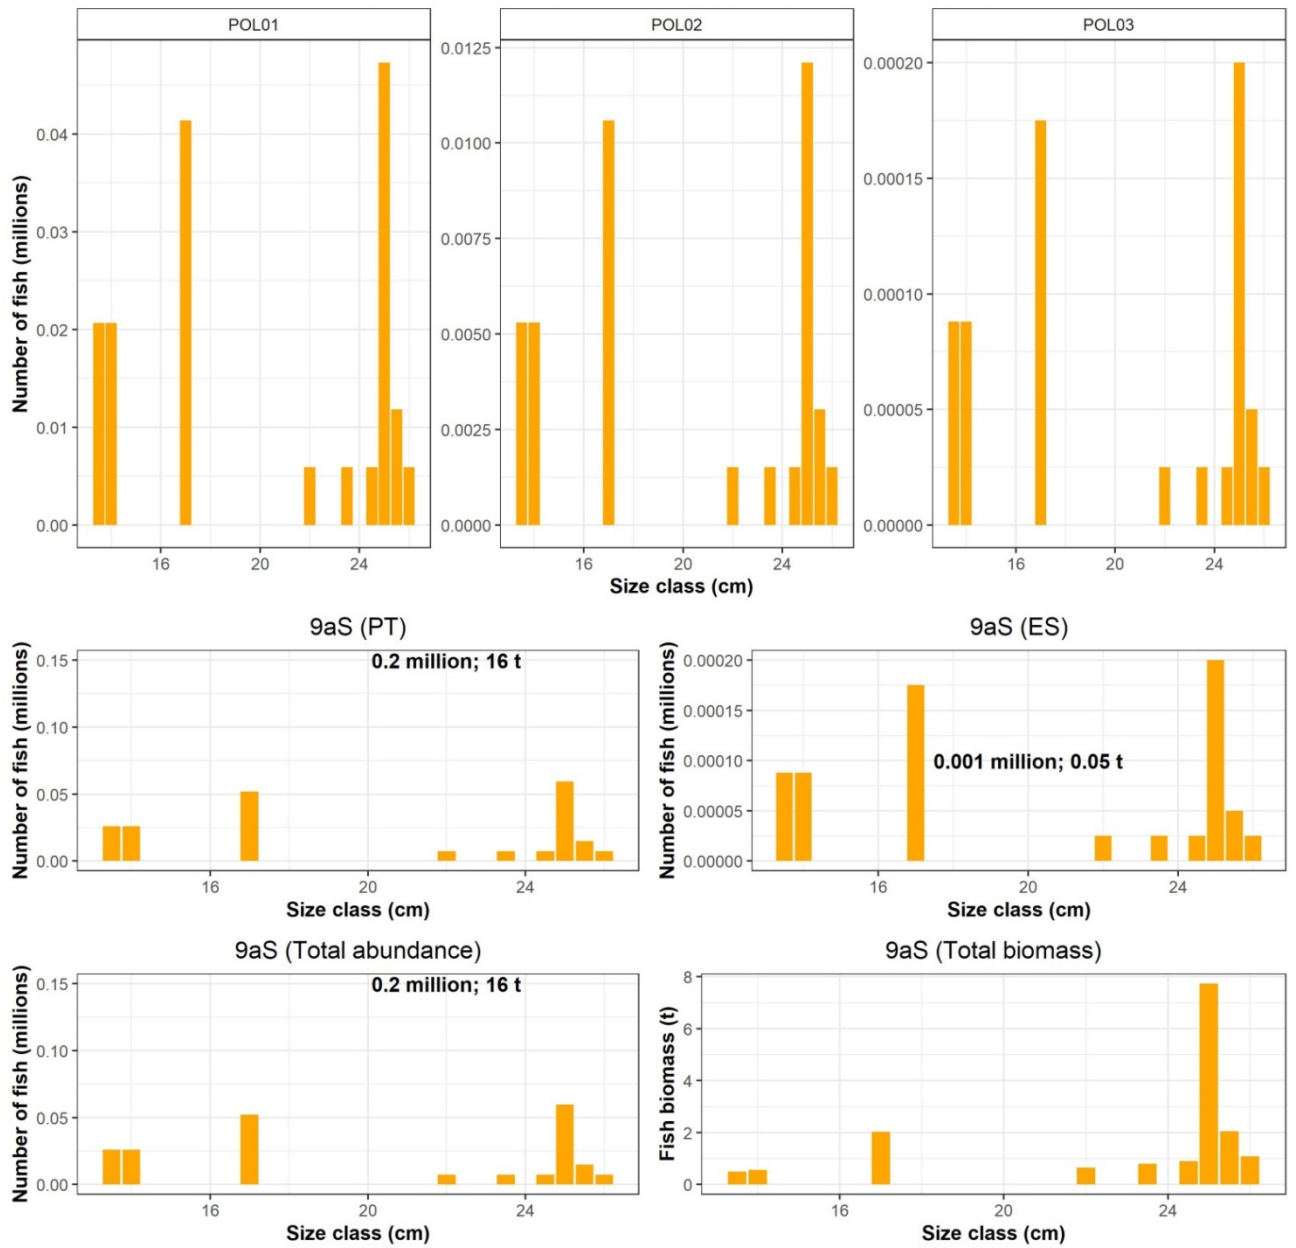 POL01
POL02
POL03
Number of fish (millions)
0.04
0.03
0.02
0.01
0.00
0.0125
0.0100
0.0075
0.0050
0.0025
0.0000
0.00020
0.00015
0.00010
0.00005
0.00000
16
20
24
16
20
24
16
20
24
Size class (cm)
9aS (PT)
0.2 million; 16 t
Number of fish (millions)
0.15
0.10
0.05
0.00
16
20
24
Size class (cm)
9aS (ES)
0.001 million; 0.05 t
Number of fish (millions)
0.00020
0.00015
0.00010
0.00005
0.00000
16
20
24
Size class (cm)
9aS (Total abundance)
0.2 million; 16 t
Number of fish (millions)
0.15
0.10
0.05
0.00
16
20
24
Size class (cm)
9aS (Total biomass)
Fish biomass (t)
8
6
4
2
0
16
20
24
Size class (cm)